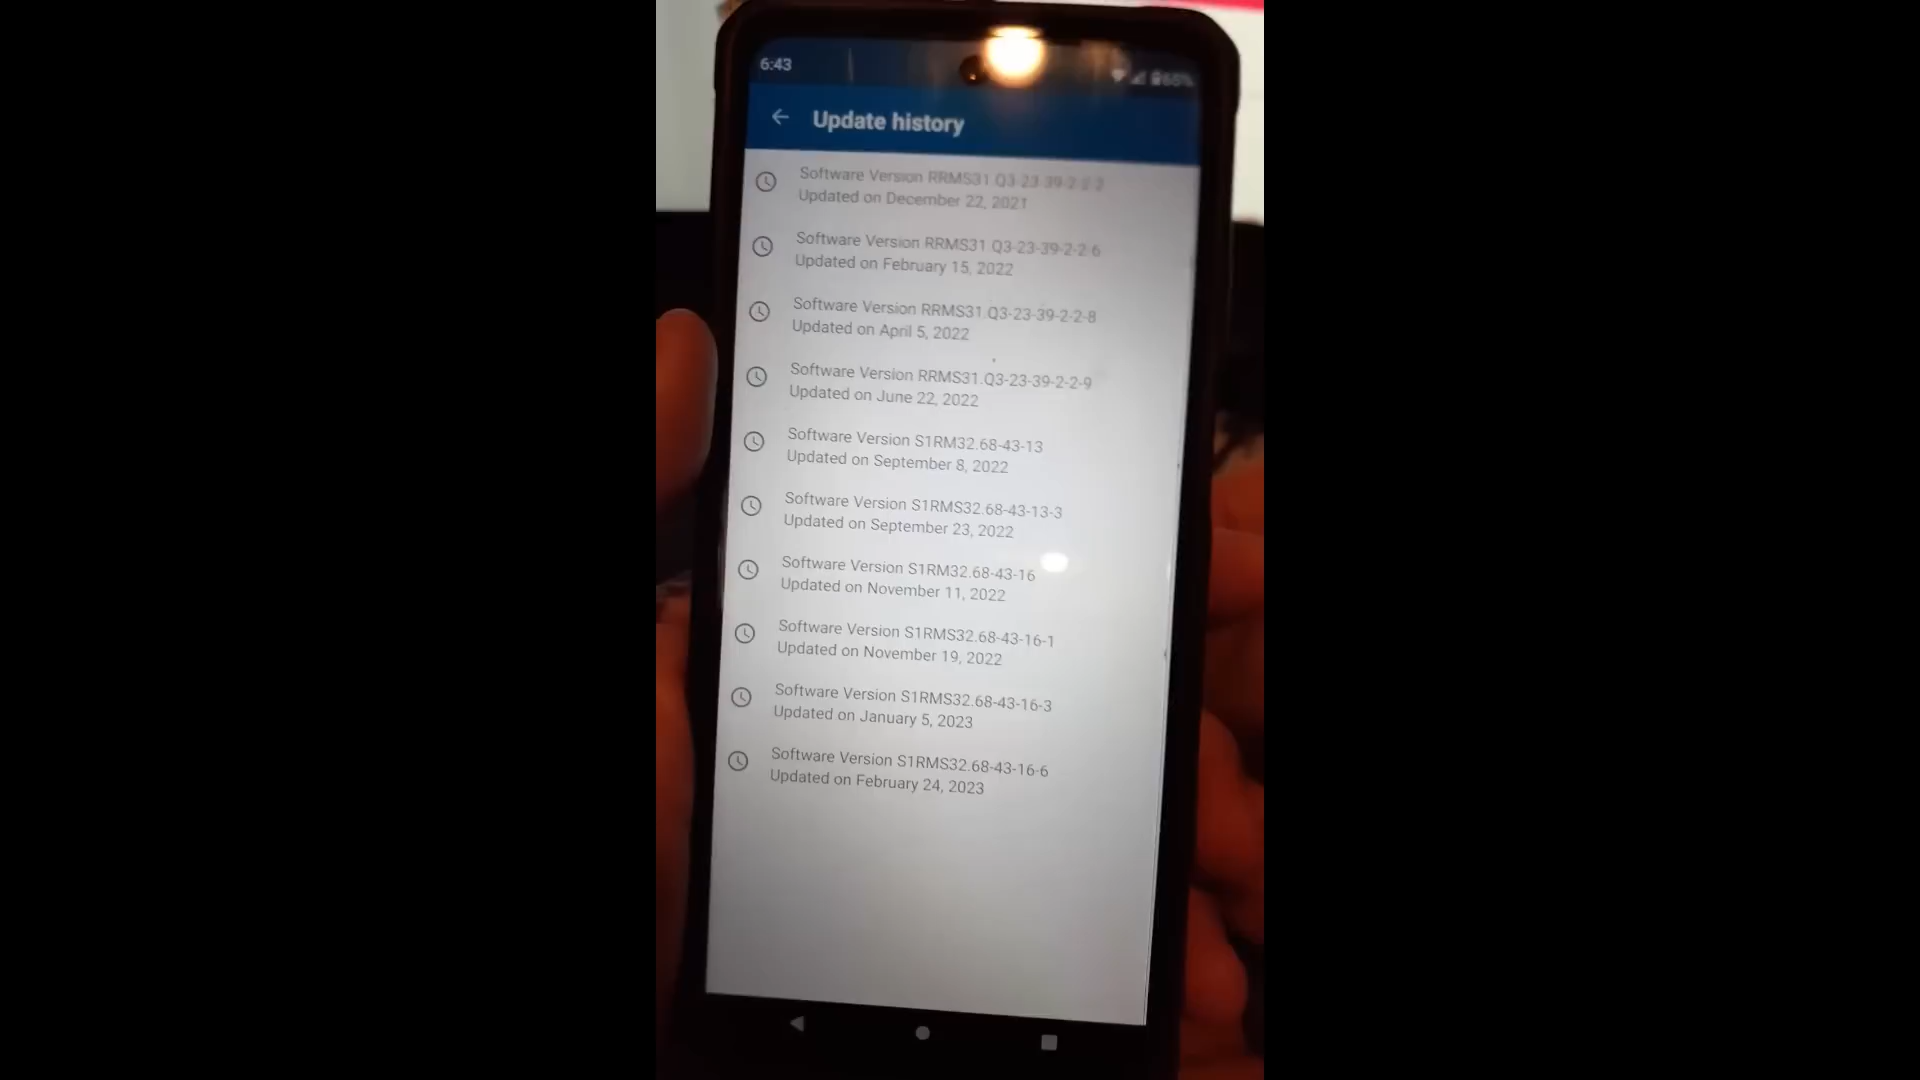 6:43
68%
Update history
Software Version RRMS31.Q3-23-39-2-2-2
Updated on December 22, 2021
Software Version RRMS31.Q3-23-39-2-2-6
Updated on February 15, 2022
Software Version RRMS31.Q3-23-39-2-2-8
Updated on April 5, 2022
Software Version RRMS31.Q3-23-39-2-2-9
Updated on June 22, 2022
Software Version S1RM32.68-43-13
Updated on September 8, 2022
Software Version S1RMS32.68-43-13-3
Updated on September 23, 2022
Software Version S1RM32.68-43-16
Updated on November 11, 2022
Software Version S1RMS32.68-43-16-1
Updated on November 19, 2022
Software Version S1RMS32.68-43-16-3
Updated on January 5, 2023
Software Version S1RMS32.68-43-16-6
Updated on February 24, 2023